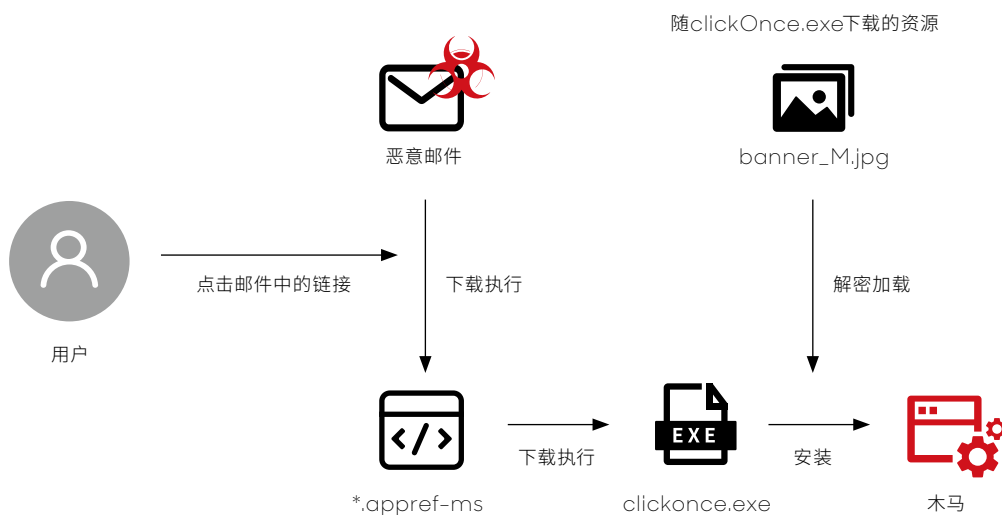 随clickOnce.exe下载的资源
恶意邮件
banner_M.jpg
点击邮件中的链接
下载执行
解密加载
用户
EXE
下载执行
安装
*.appref-ms
clickonce.exe
木马